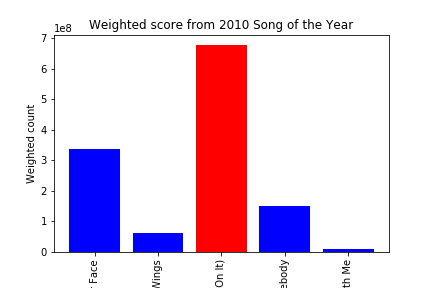 Weighted score from 2010 Song of the Year
1e8
7
6
5
4
3
2
1
0
Weighted count
Face
Wings
On It)
ebody
th Me